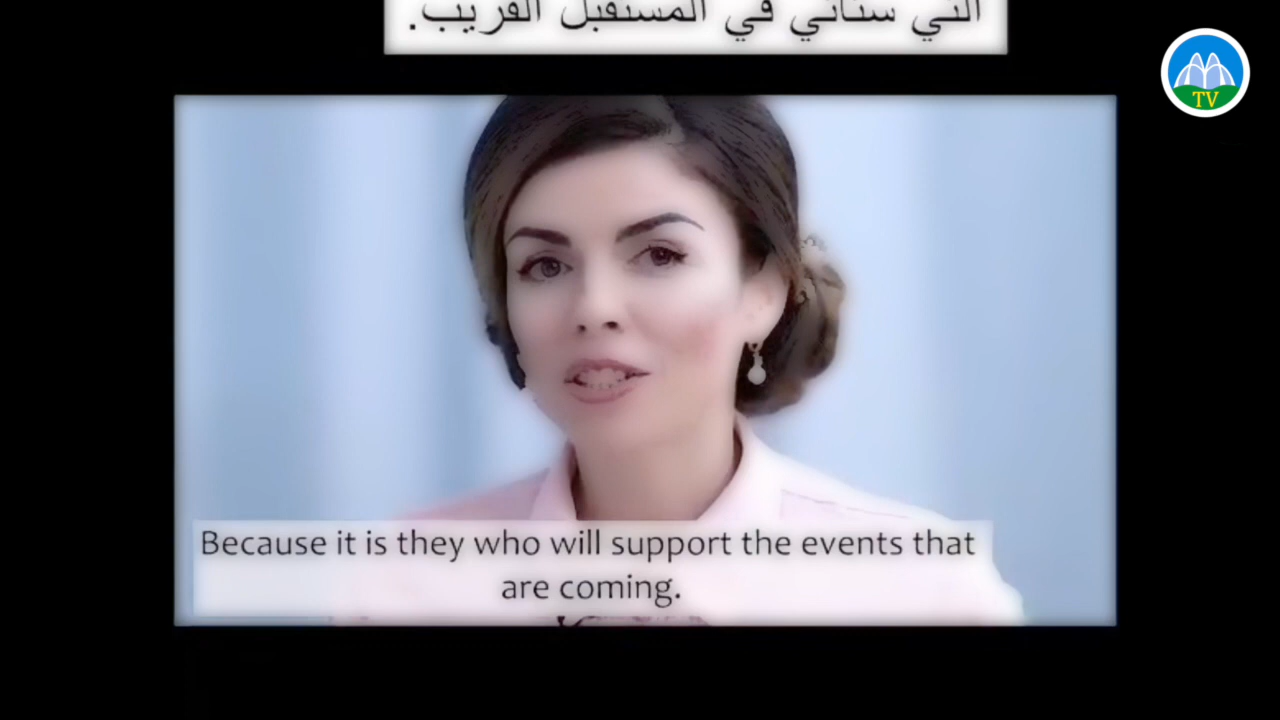 التي ستأتي في المستقبل القريب.
TV
Because it is they who will support the events that
are coming.